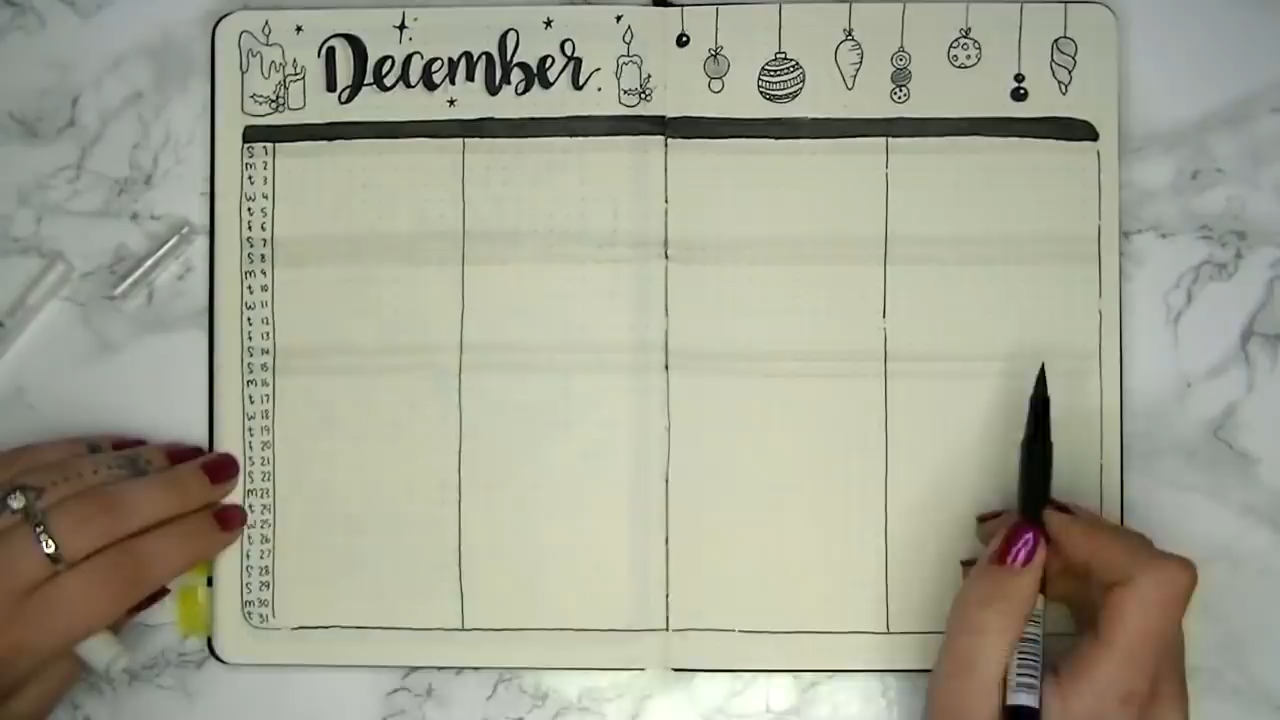 December
S 1
m 2
t 3
w 4
t 5
f 6
S 7
S 8
m 9
t 10
w 11
t 12
f 13
S 14
S 15
m 16
t 17
w 18
t 19
f 20
S 21
S 22
m 23
t 24
w 25
t 26
f 27
S 28
S 29
m 30
t 31